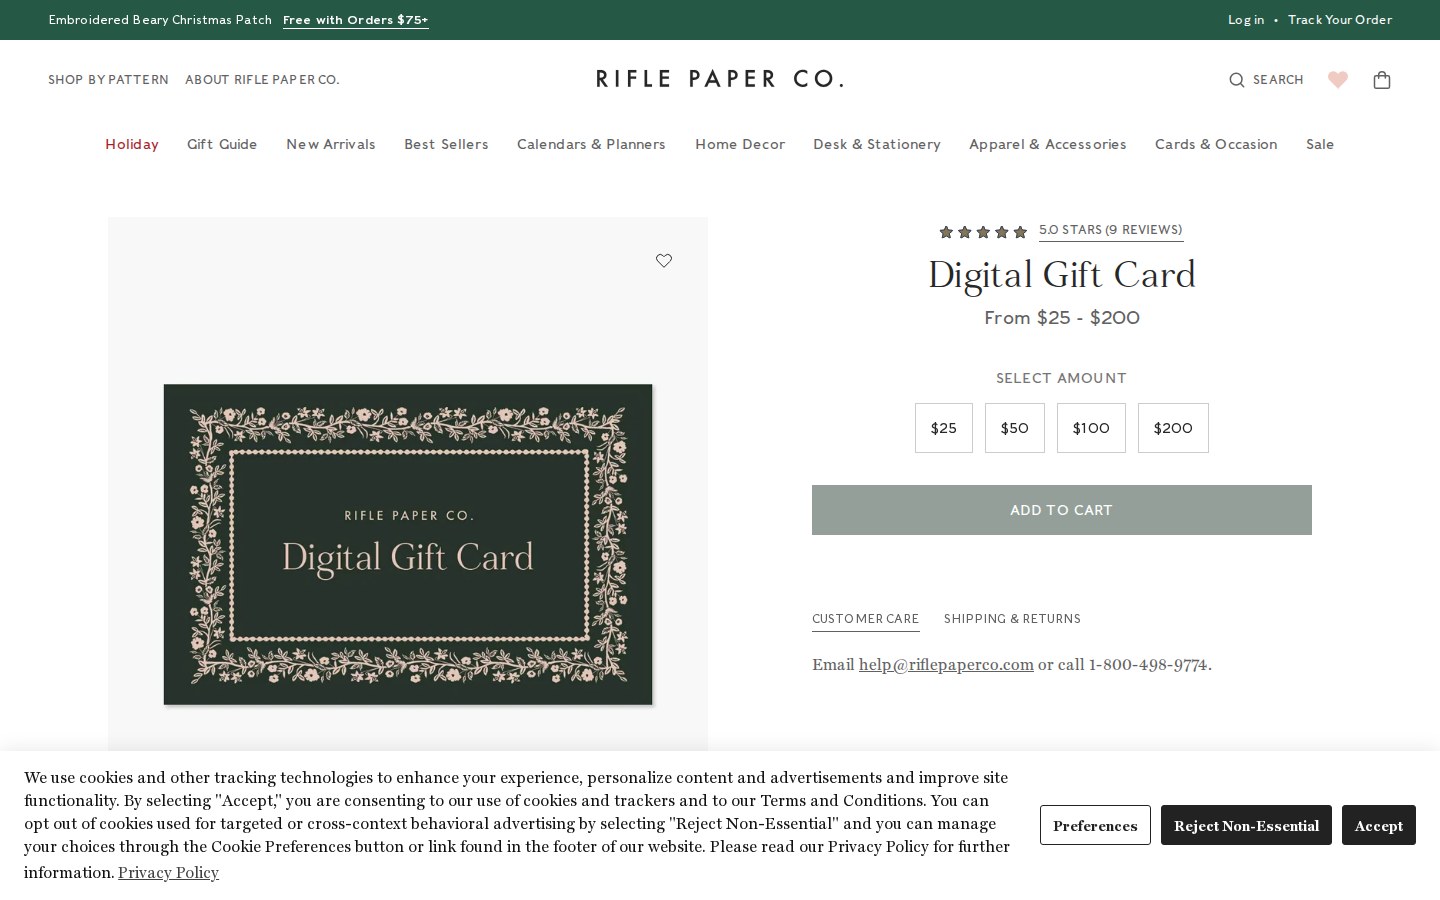 Embroidered Beary Christmas Patch Free with Orders $75+
Log in • Track Your Order
SHOP BY PATTERN ABOUT RIFLE PAPER CO.
RIFLE PAPER CO.
SEARCH
Holiday Gift Guide New Arrivals Best Sellers Calendars & Planners Home Decor Desk & Stationery Apparel & Accessories Cards & Occasion Sale
5.0 STARS (9 REVIEWS)
Digital Gift Card
From $25 - $200
SELECT AMOUNT
$25 $50 $100 $200
ADD TO CART
RIFLE PAPER CO.
Digital Gift Card
CUSTOMER CARE SHIPPING & RETURNS
Email help@riflepaperco.com or call 1-800-498-9774.
We use cookies and other tracking technologies to enhance your experience, personalize content and advertisements and improve site
functionality. By selecting "Accept," you are consenting to our use of cookies and trackers and to our Terms and Conditions. You can
opt out of cookies used for targeted or cross-context behavioral advertising by selecting "Reject Non-Essential" and you can manage
your choices through the Cookie Preferences button or link found in the footer of our website. Please read our Privacy Policy for further
information. Privacy Policy
Preferences Reject Non-Essential Accept